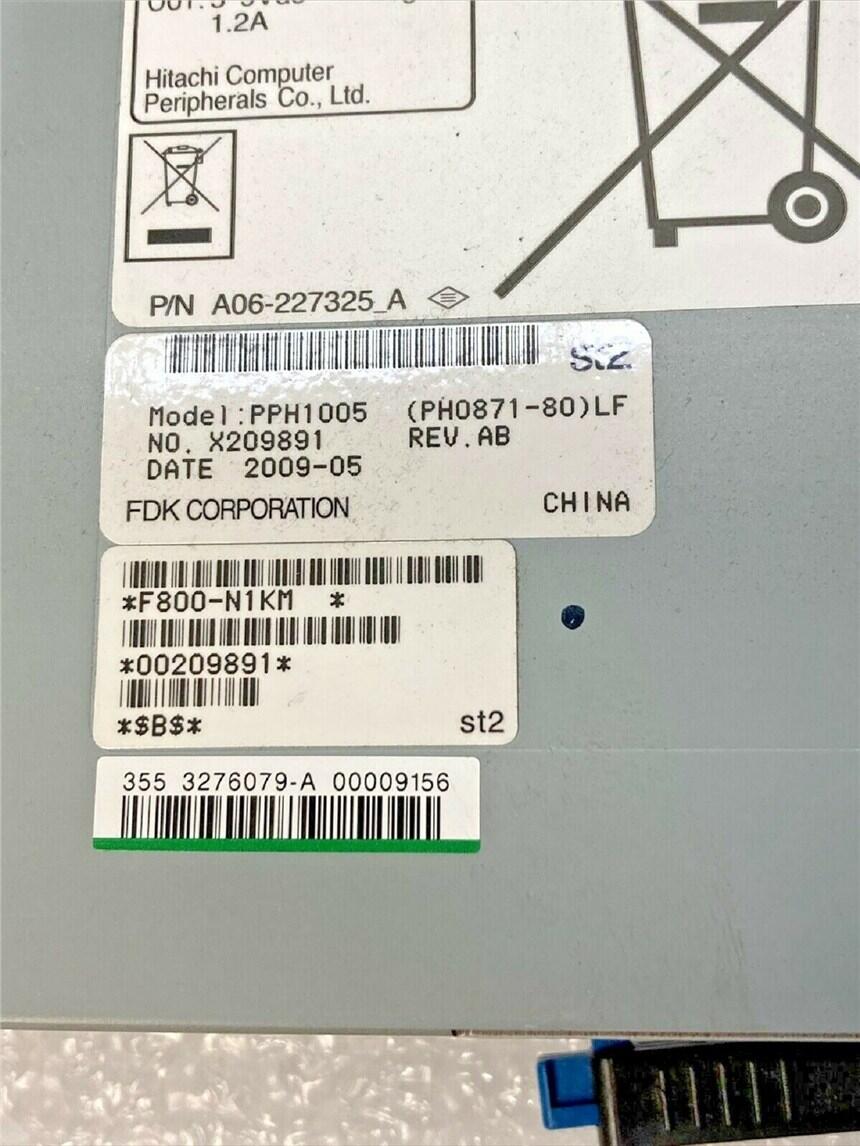 1.2A
Hitachi Computer
Peripherals Co., Ltd.
P/N A06-227325_A
st2
Model:PPH1005 (PH0871-80)LF
NO. X209891 REV.AB
DATE 2009-05
FDK CORPORATION CHINA
*F800-N1KM *
*00209891*
*$B$* st2
355 3276079-A 00009156